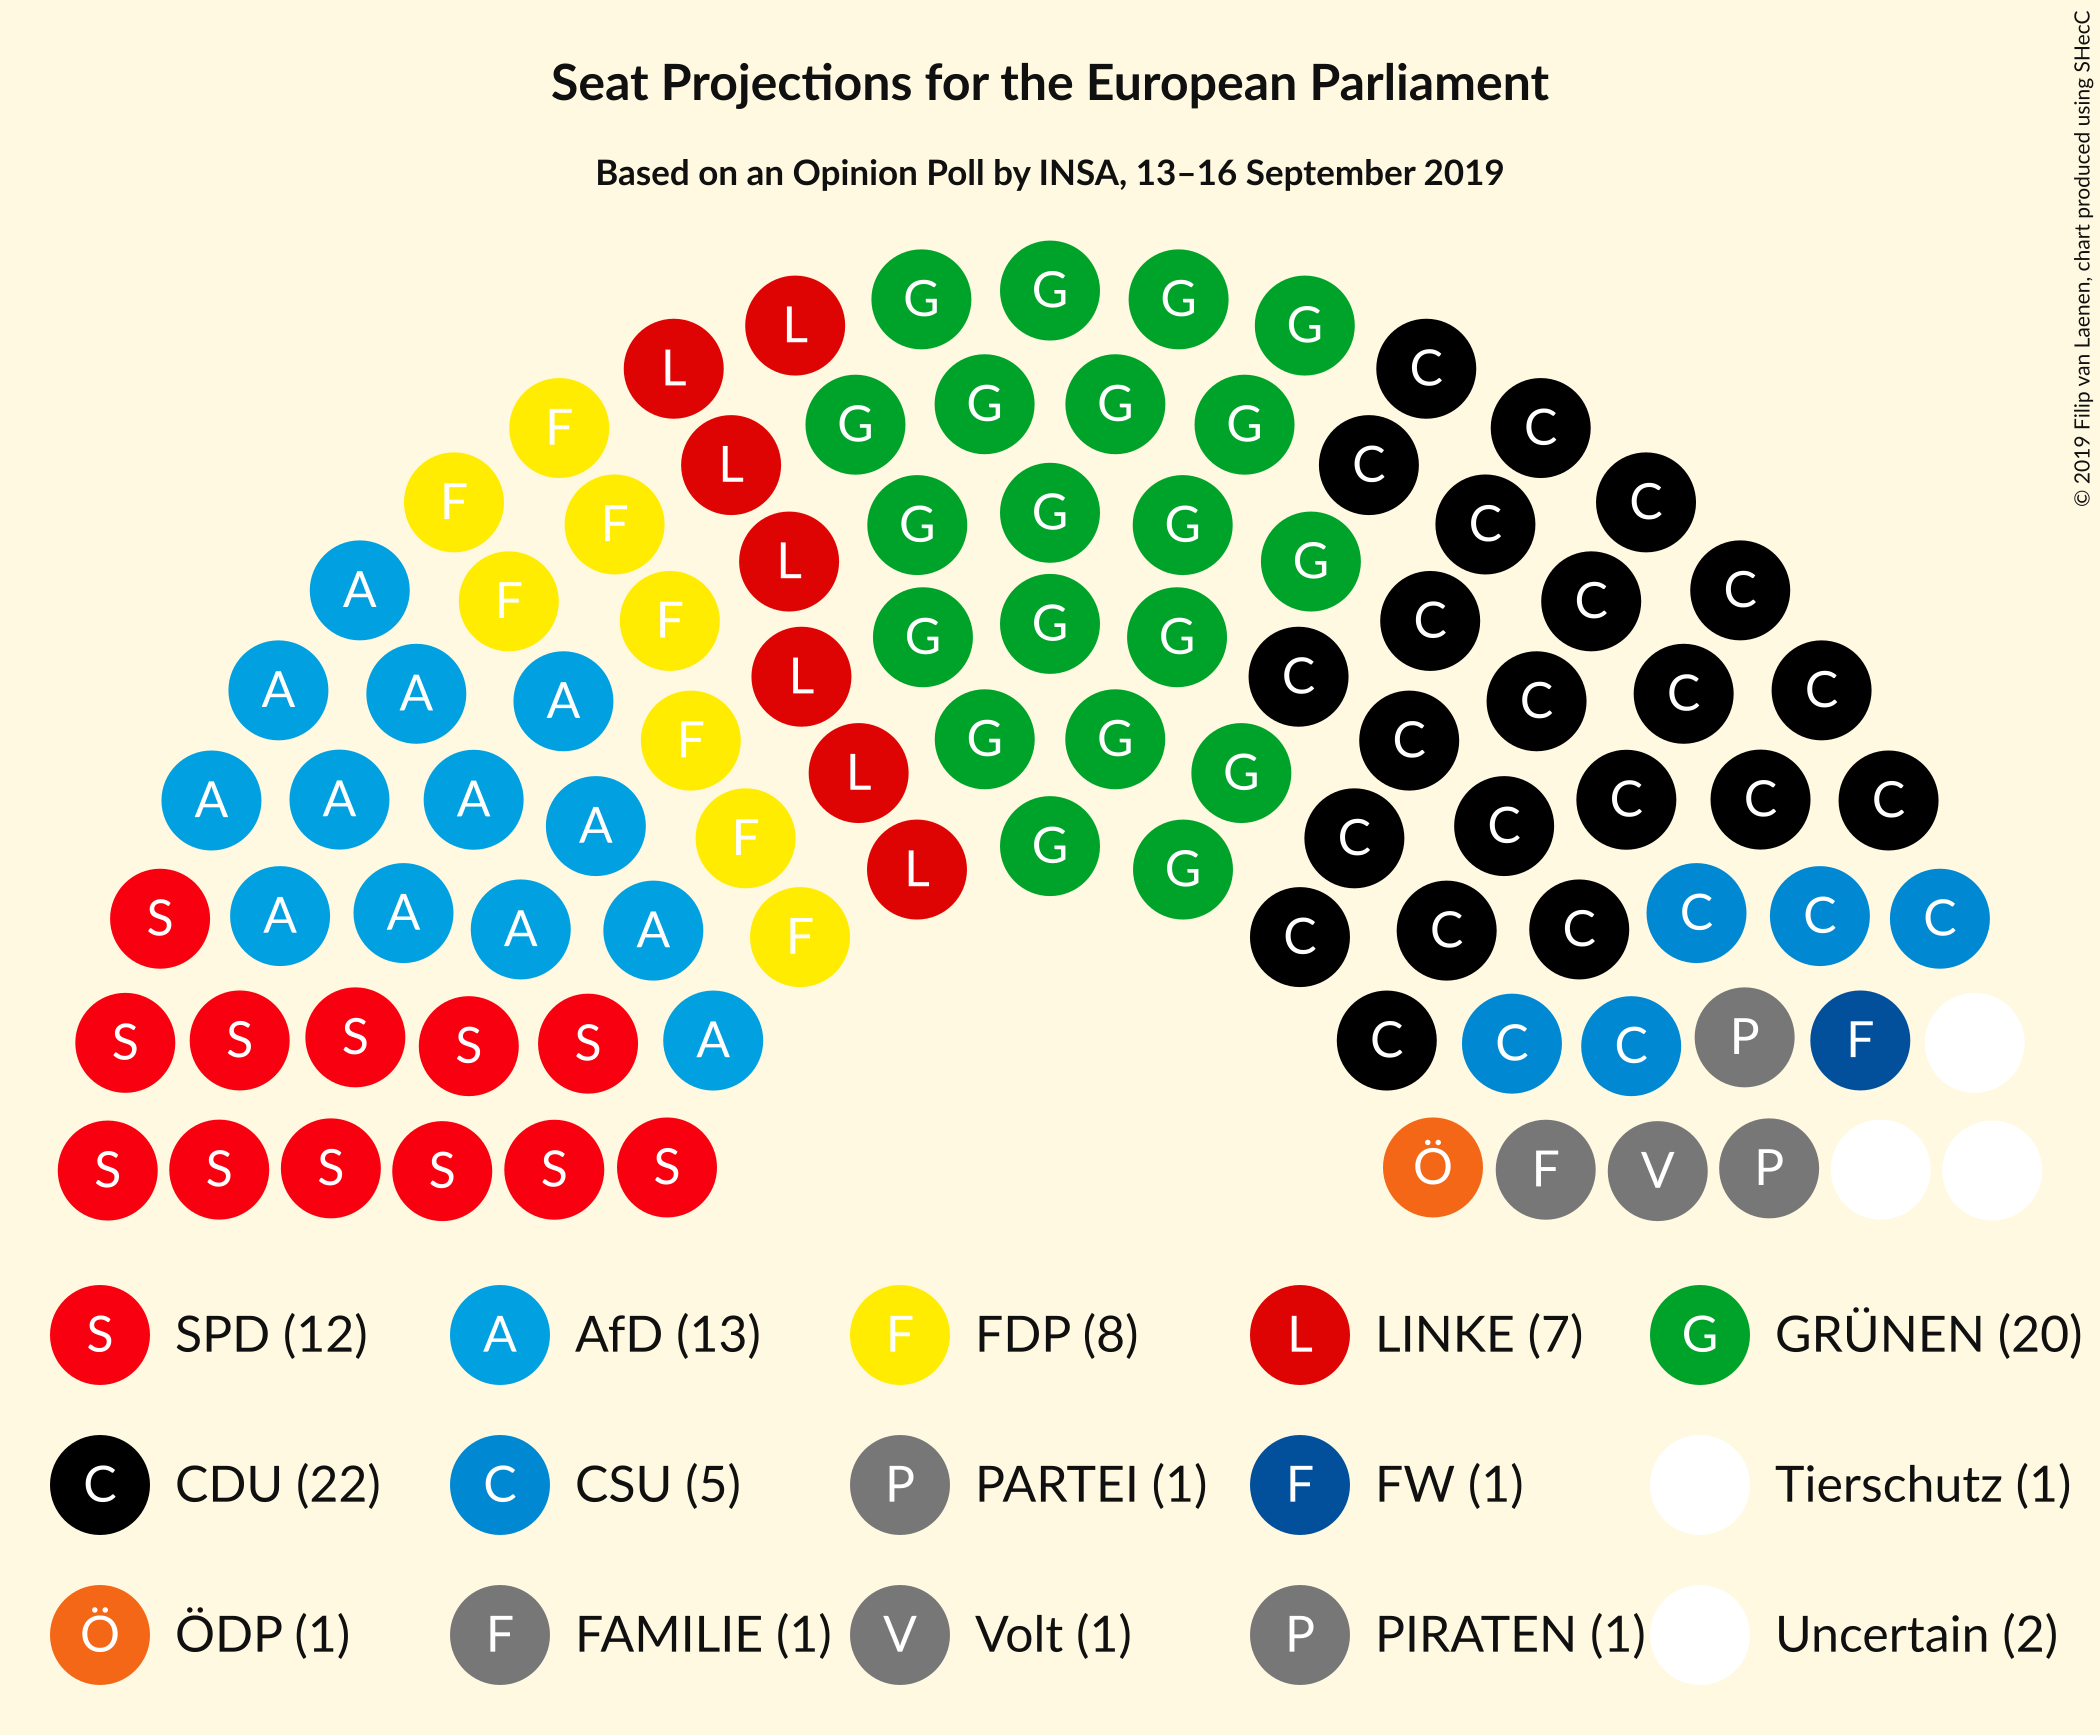 Seat Projections for the European Parliament
Based on an Opinion Poll by INSA, 13–16 September 2019
© 2019 Filip van Laenen, chart produced using SHecC
G
L G G G
L L G C
F G G G G C
F L C
F F L G G G G C C
A F F L G G G C C C
A A A F L C C C C C
F G G C
A A A A F L G C C C C C
F L G G C
S A A A A F C C C C C C
S S S S S A C C C P F
S S S S S S Ö F V P
S SPD (12) A AfD (13) F FDP (8) L LINKE (7) G GRÜNEN (20)
C CDU (22) C CSU (5) P PARTEI (1) F FW (1) Tierschutz (1)
Ö ÖDP (1) F FAMILIE (1) V Volt (1) P PIRATEN (1) Uncertain (2)